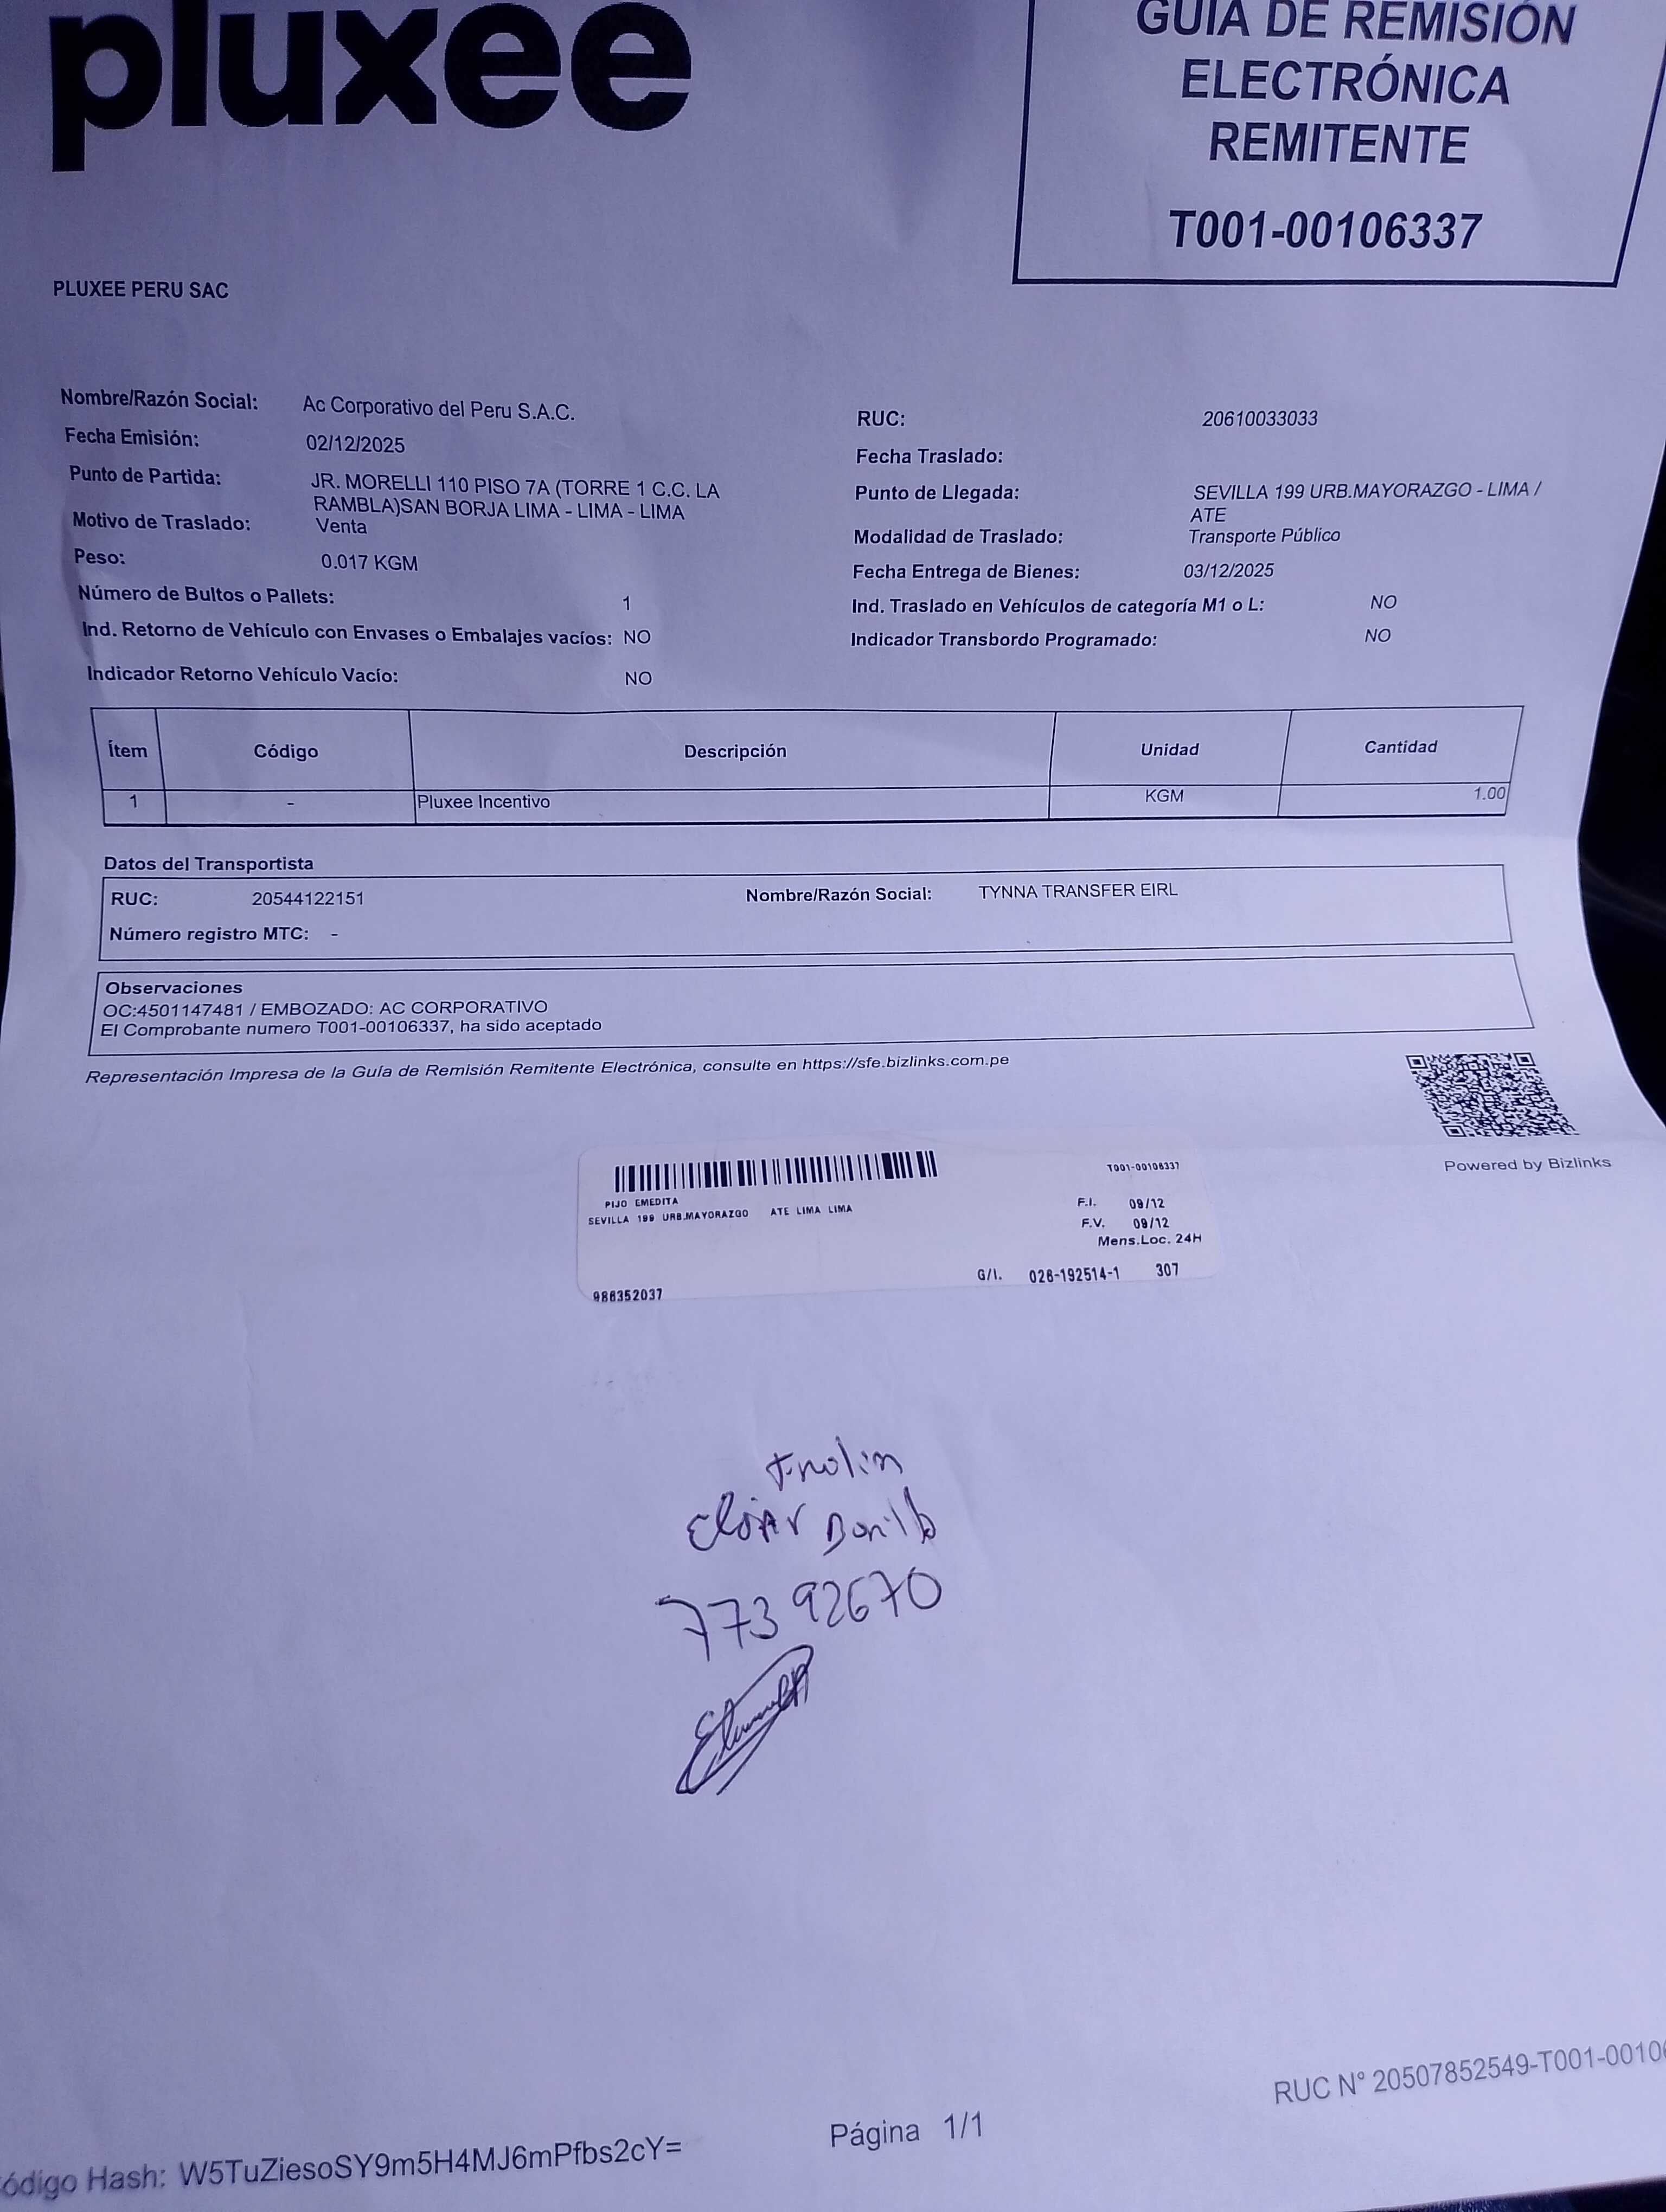 pluxee
GUIA DE REMISIÓN
ELECTRÓNICA
REMITENTE
T001-00106337
PLUXEE PERU SAC
Nombre/Razón Social: Ac Corporativo del Peru S.A.C.
RUC: 20610033033
Fecha Emisión: 02/12/2025
Fecha Traslado:
Punto de Partida: JR. MORELLI 110 PISO 7A (TORRE 1 C.C. LA
RAMBLA)SAN BORJA LIMA - LIMA - LIMA
Punto de Llegada: SEVILLA 199 URB.MAYORAZGO - LIMA /
ATE
Motivo de Traslado: Venta
Modalidad de Traslado: Transporte Público
Peso: 0.017 KGM
Fecha Entrega de Bienes: 03/12/2025
Número de Bultos o Pallets: 1
Ind. Traslado en Vehículos de categoría M1 o L: NO
Ind. Retorno de Vehículo con Envases o Embalajes vacíos: NO
Indicador Transbordo Programado: NO
Indicador Retorno Vehículo Vacío: NO
Ítem Código Descripción Unidad Cantidad
1 - Pluxee Incentivo KGM 1.00
Datos del Transportista
RUC: 20544122151 Nombre/Razón Social: TYNNA TRANSFER EIRL
Número registro MTC: -
Observaciones
OC:4501147481 / EMBOZADO: AC CORPORATIVO
El Comprobante numero T001-00106337, ha sido aceptado
Representación Impresa de la Guía de Remisión Remitente Electrónica, consulte en https://sfe.bizlinks.com.pe
Powered by Bizlinks
T001-00106337
PIJO EMEDITA
SEVILLA 199 URB.MAYORAZGO ATE LIMA LIMA
F.I. 09/12
F.V. 09/12
Mens.Loc. 24H
G/I. 026-192514-1 307
986352037
77392670
RUC N° 20507852549-T001-0010
Página 1/1
ódigo Hash: W5TuZiesoSY9m5H4MJ6mPfbs2cY=